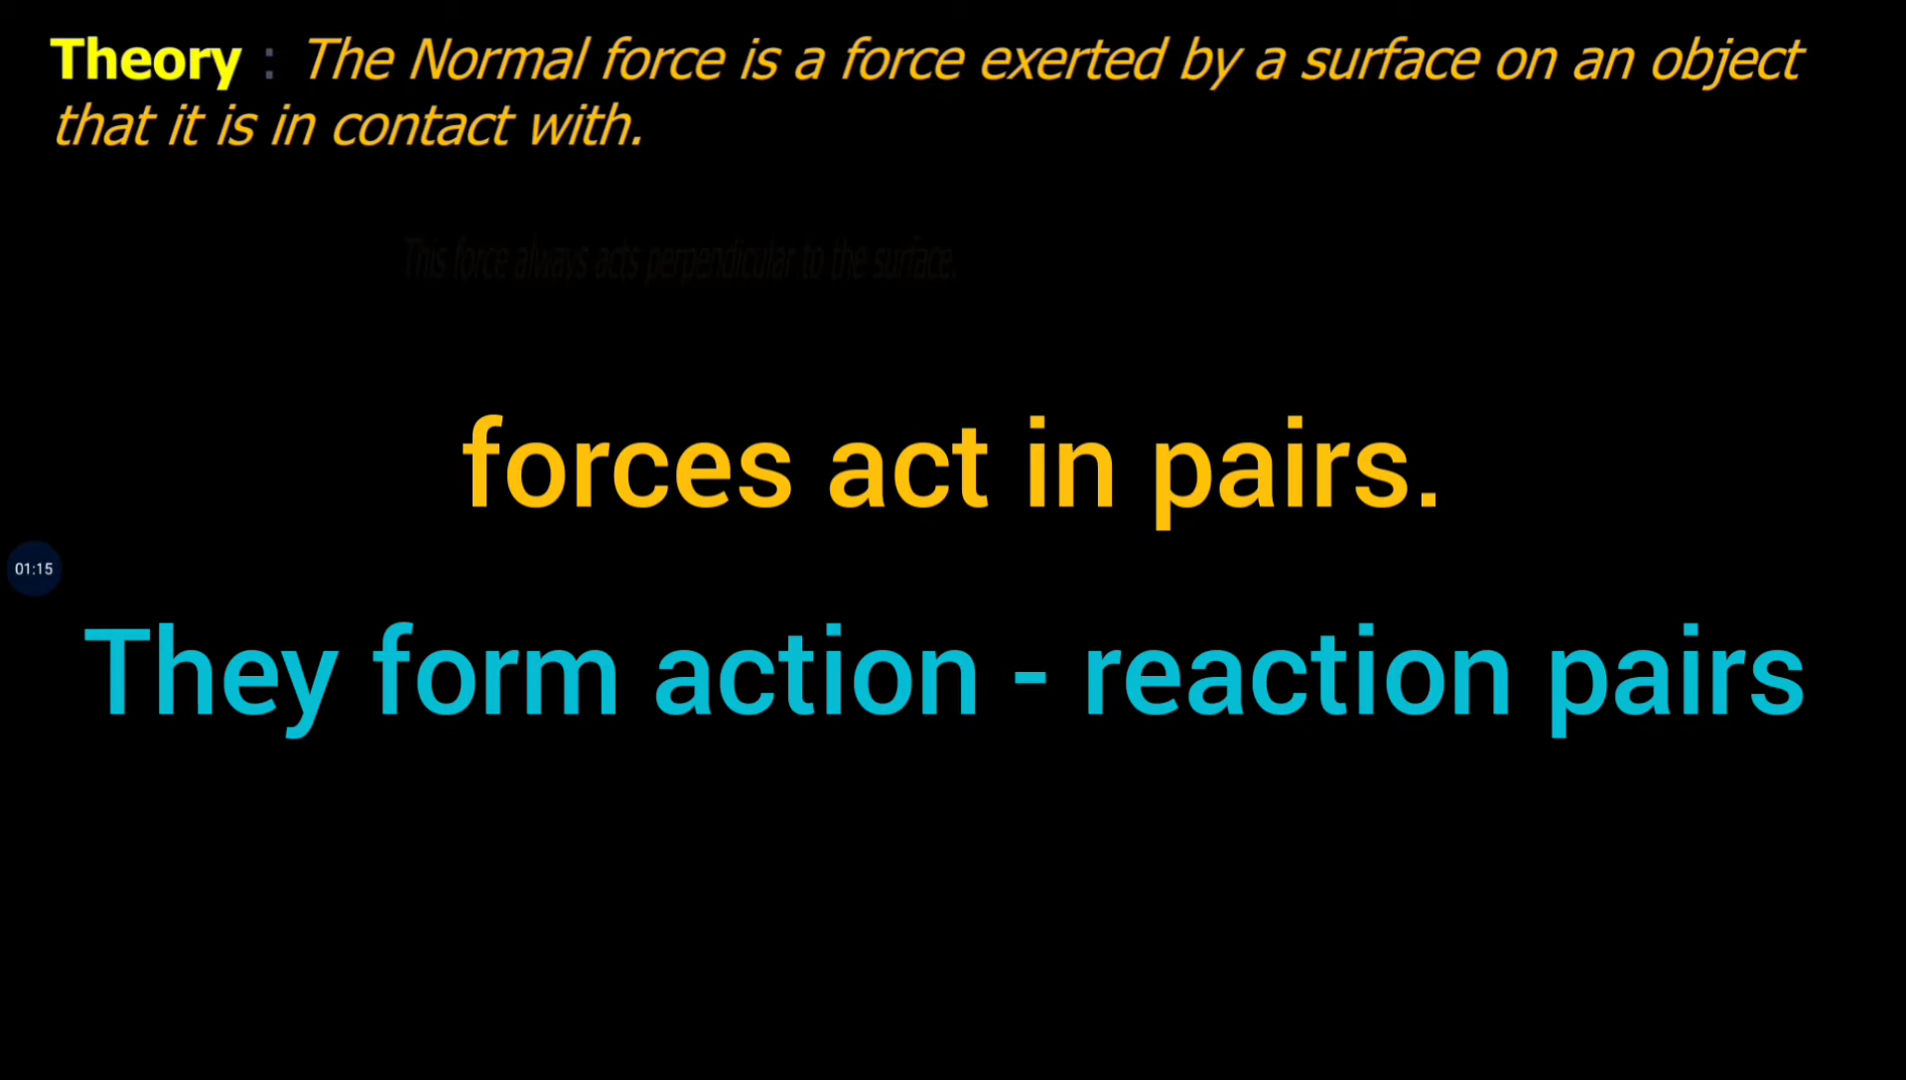 Theory : The Normal force is a force exerted by a surface on an object
that it is in contact with.
This force always acts perpendicular to the surface.
forces act in pairs.
01:15
They form action - reaction pairs